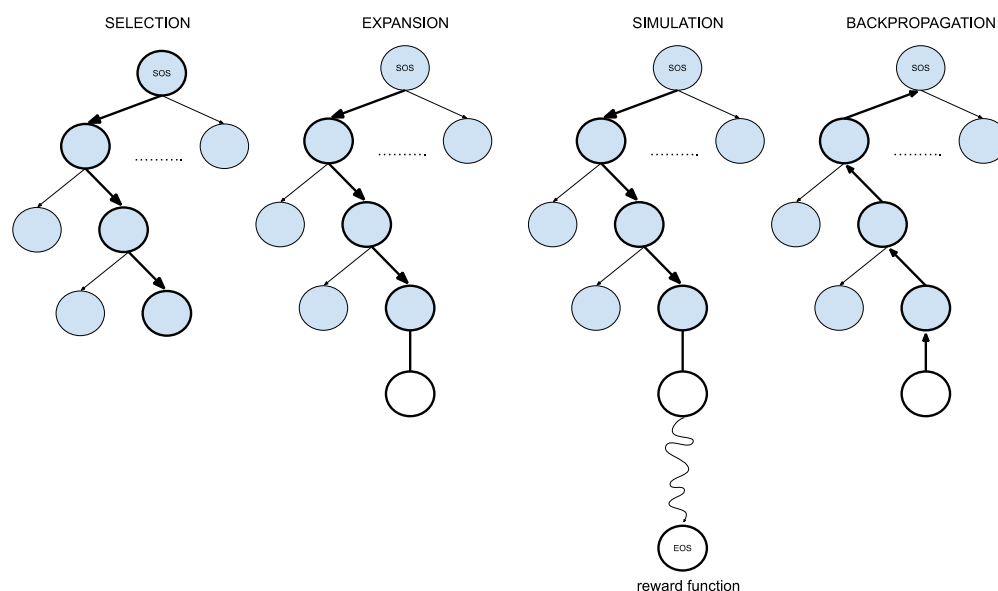 SELECTION
EXPANSION
SIMULATION
BACKPROPAGATION
SOS
SOS
SOS
SOS
EOS
reward function